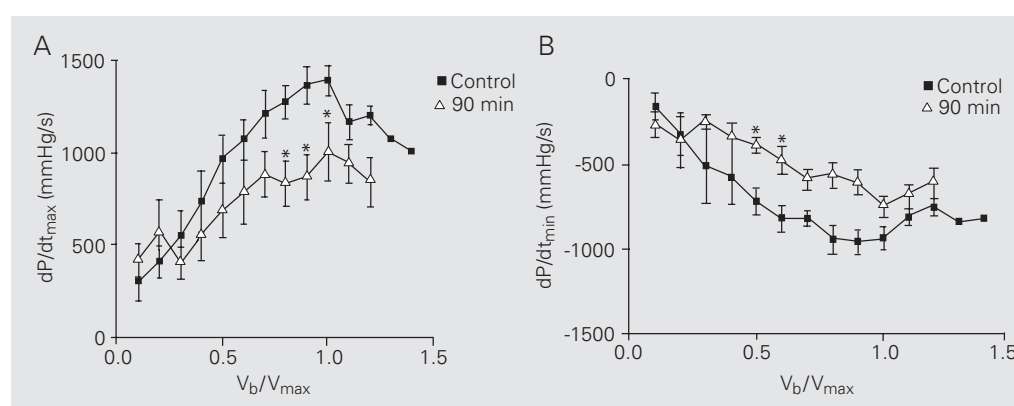 A
1500
1000
500
0
dP/dtmax (mmHg/s)
Control
90 min
*
*
*
0.0
0.5
1.0
1.5
Vb/Vmax
B
0
-500
-1000
-1500
dP/dtmin (mmHg/s)
Control
90 min
*
*
0.0
0.5
1.0
1.5
Vb/Vmax